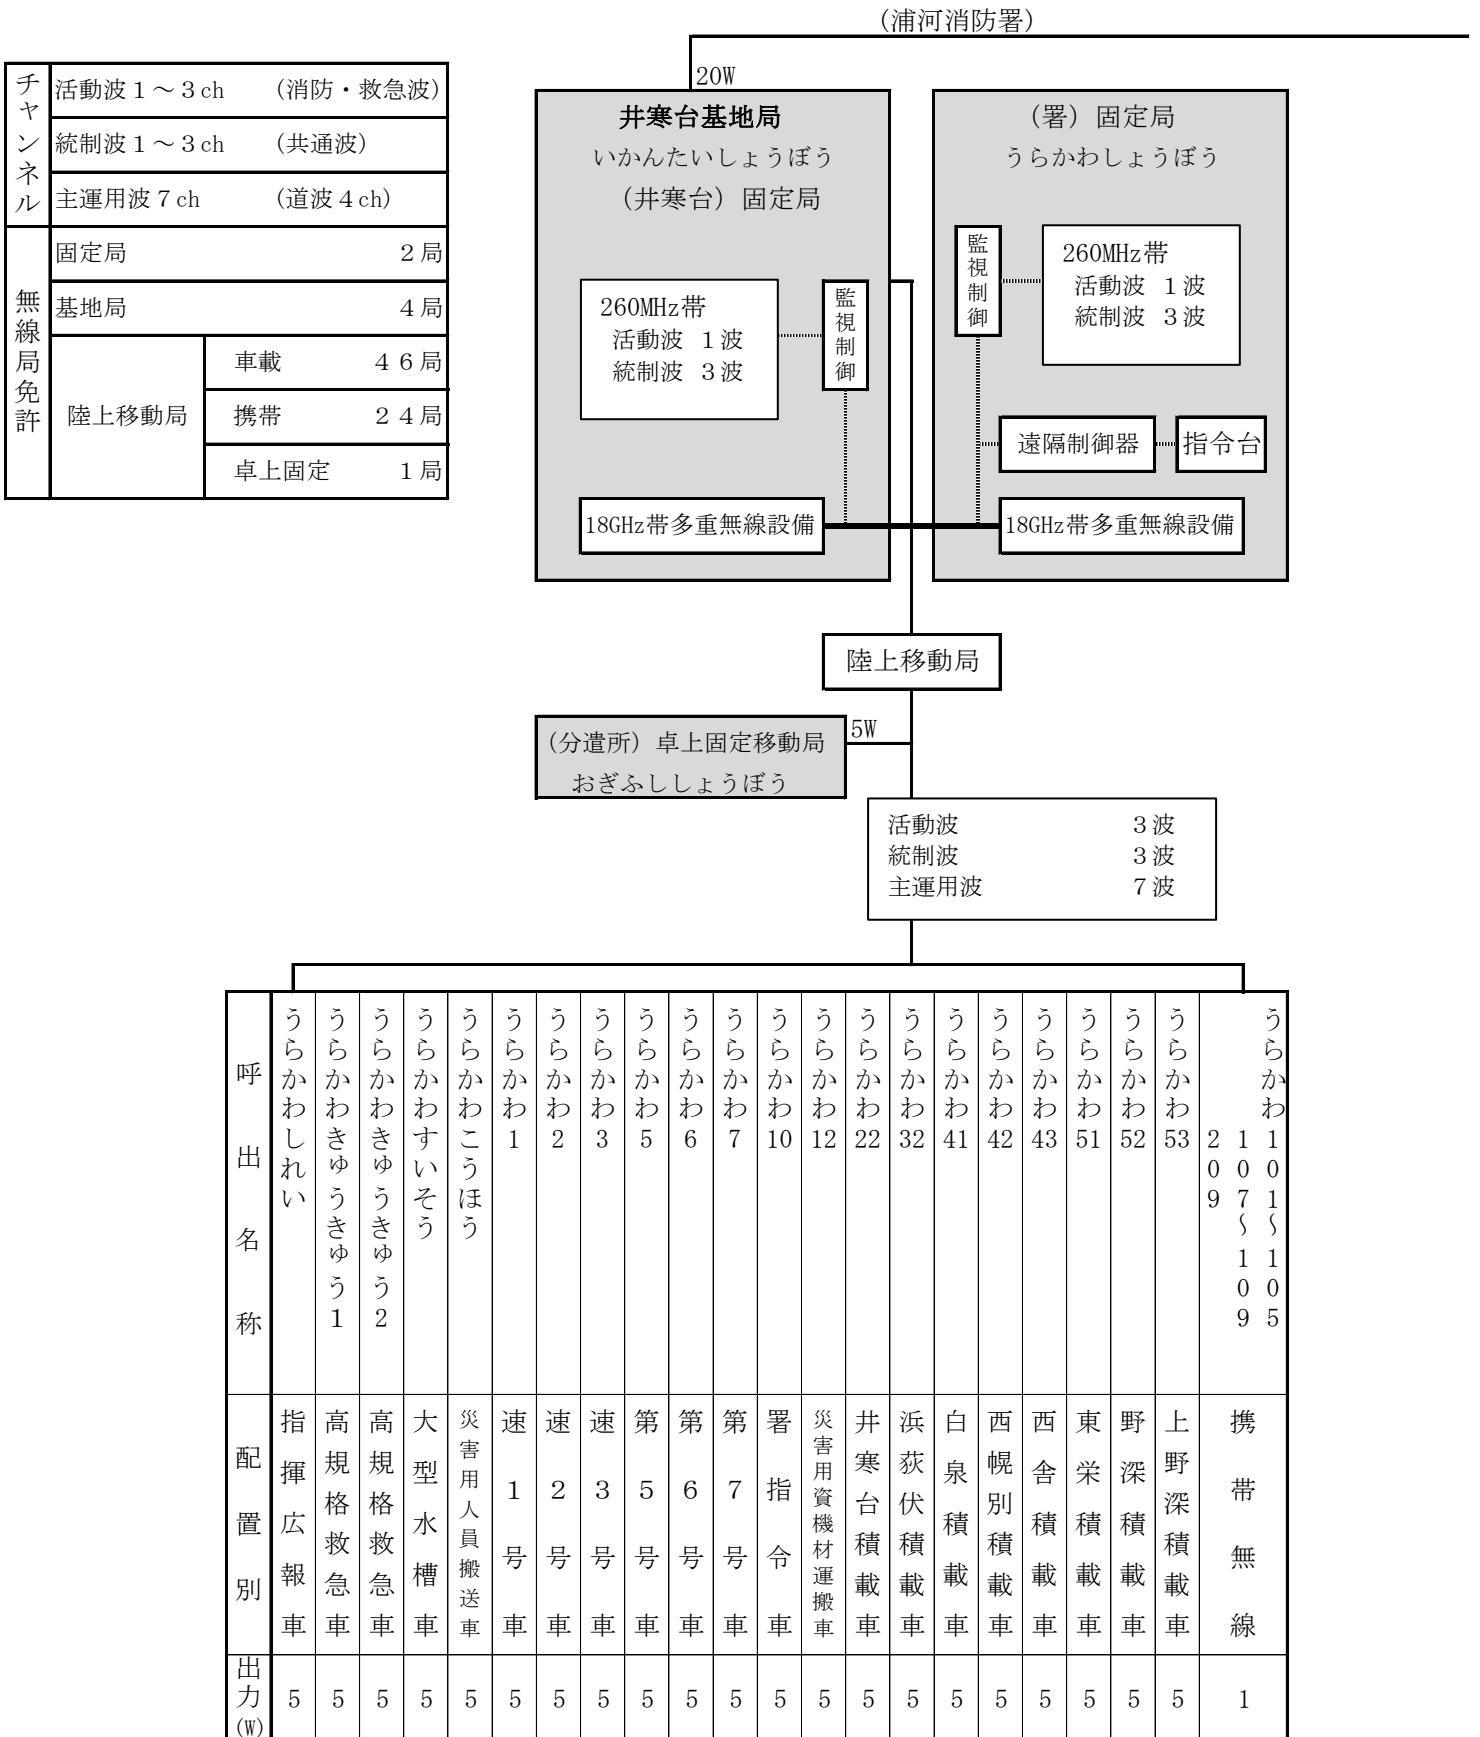 (浦河消防署)
チャンネル
活動波１～３ch　（消防・救急波）
統制波１～３ch　（共通波）
主運用波７ch　（道波４ch）
無線局免許
固定局　２局
基地局　４局
陸上移動局
車載　４６局
携帯　２４局
卓上固定　１局
20W
井寒台基地局
いかんたいしょうぼう
（井寒台）固定局
260MHz帯
活動波 １波
統制波 ３波
監視制御
18GHz帯多重無線設備
（署）固定局
うらかわしょうぼう
監視制御
260MHz帯
活動波 １波
統制波 ３波
遠隔制御器
指令台
18GHz帯多重無線設備
陸上移動局
5W
（分遣所）卓上固定移動局
おぎふししょうぼう
活動波　３波
統制波　３波
主運用波　７波
呼出名称
うらかわしれい
うらかわきゅうきゅう1
うらかわきゅうきゅう2
うらかわすいそう
うらかわこうほう
うらかわ1
うらかわ2
うらかわ3
うらかわ5
うらかわ6
うらかわ7
うらかわ10
うらかわ12
うらかわ22
うらかわ32
うらかわ41
うらかわ42
うらかわ43
うらかわ51
うらかわ52
うらかわ53
うらかわ101～105
107～109
209
配置別
指揮広報車
高規格救急車
高規格救急車
大型水槽車
災害用人員搬送車
速１号車
速２号車
速３号車
第５号車
第６号車
第７号車
署指令車
災害用資機材運搬車
井寒台積載車
浜荻伏積載車
白泉積載車
西幌別積載車
西舎積載車
東栄積載車
野深積載車
上野深積載車
携帯無線
出力(W)
5 5 5 5 5 5 5 5 5 5 5 5 5 5 5 5 5 5 5 5 5 1